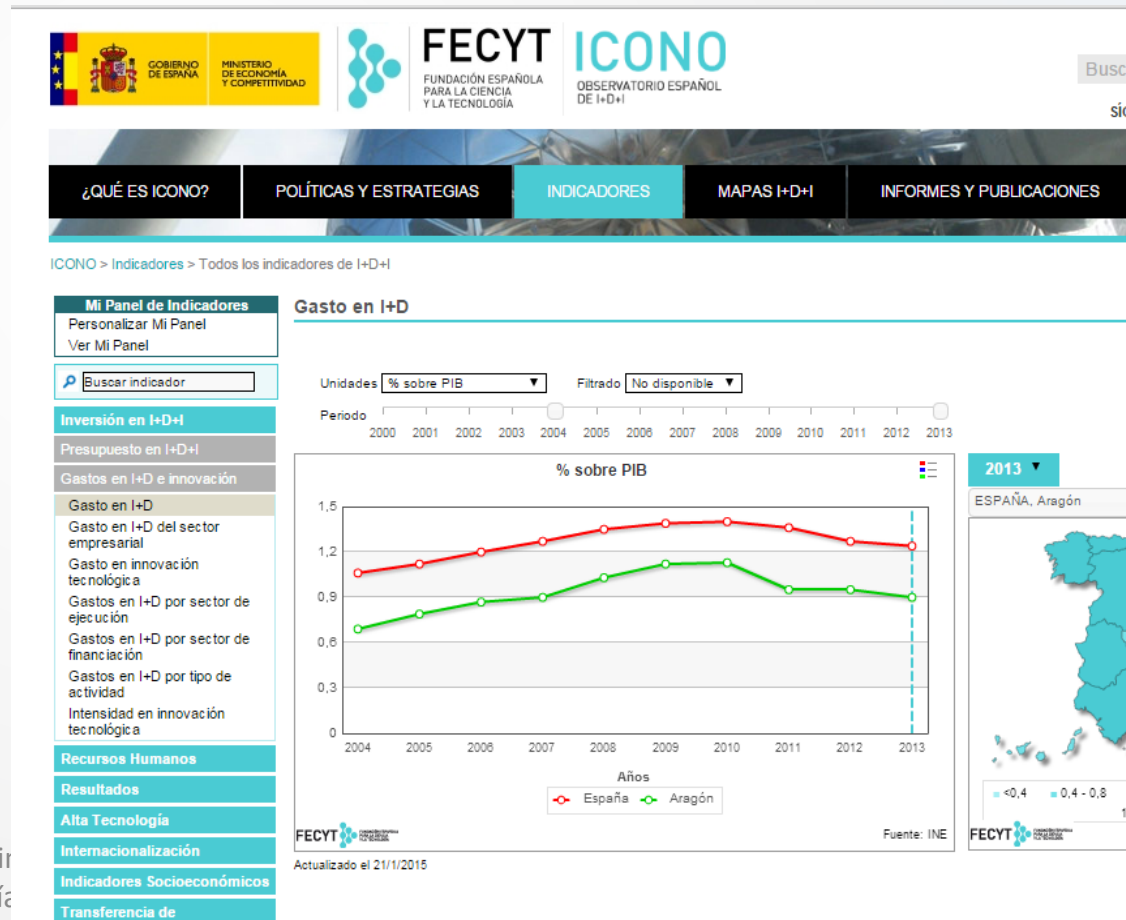 GOBIERNO
DE ESPAÑA
MINISTERIO
DE ECONOMÍA
Y COMPETITIVIDAD
FECYT
FUNDACIÓN ESPAÑOLA
PARA LA CIENCIA
Y LA TECNOLOGÍA
ICONO
OBSERVATORIO ESPAÑOL
DE I+D+I
Busc
¿QUÉ ES ICONO?
POLÍTICAS Y ESTRATEGIAS
INDICADORES
MAPAS I+D+I
INFORMES Y PUBLICACIONES
ICONO > Indicadores > Todos los indicadores de I+D+I
Mi Panel de Indicadores
Personalizar Mi Panel
Ver Mi Panel
Buscar indicador
Inversión en I+D+I
Presupuesto en I+D+I
Gastos en I+D e innovación
Gasto en I+D
Gasto en I+D del sector
empresarial
Gasto en innovación
tecnológica
Gastos en I+D por sector de
ejecución
Gastos en I+D por sector de
financiación
Gastos en I+D por tipo de
actividad
Intensidad en innovación
tecnológica
Recursos Humanos
Resultados
Alta Tecnología
Internacionalización
Indicadores Socioeconómicos
Transferencia de
Gasto en I+D
Unidades % sobre PIB Filtrado No disponible
Periodo
2000 2001 2002 2003 2004 2005 2006 2007 2008 2009 2010 2011 2012 2013
% sobre PIB
1,5
1,2
0,9
0,6
0,3
0
2004 2005 2006 2007 2008 2009 2010 2011 2012 2013
Años
España Aragón
FECYT
Fuente: INE
Actualizado el 21/1/2015
2013
ESPAÑA, Aragón
<0,4 0,4 - 0,8
1
FECYT